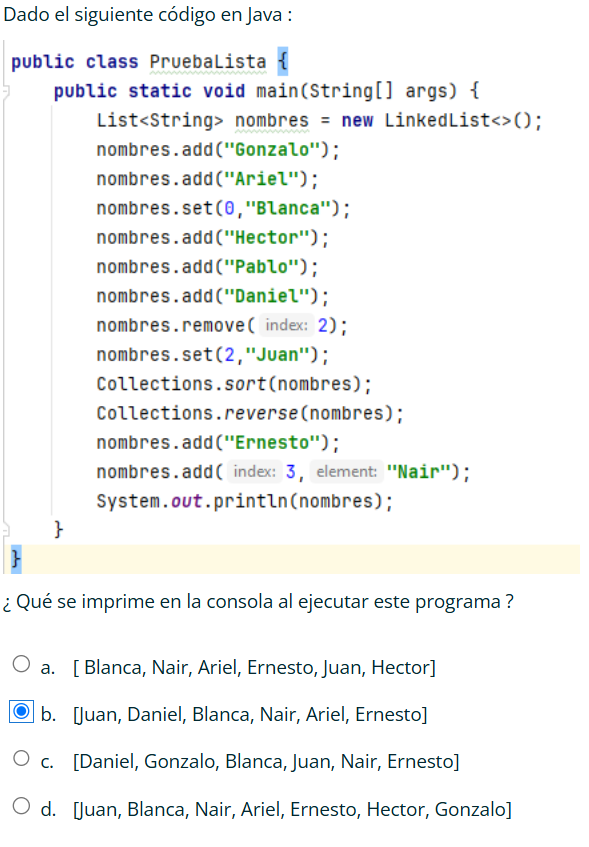 Dado el siguiente código en Java :
public class PruebaLista {
public static void main(String[] args) {
List<String> nombres = new LinkedList<>();
nombres.add("Gonzalo");
nombres.add("Ariel");
nombres.set(0,"Blanca");
nombres.add("Hector");
nombres.add("Pablo");
nombres.add("Daniel");
nombres.remove( index: 2);
nombres.set(2,"Juan");
Collections.sort(nombres);
Collections.reverse(nombres);
nombres.add("Ernesto");
nombres.add( index: 3, element: "Nair");
System.out.println(nombres);
}
}
¿ Qué se imprime en la consola al ejecutar este programa ?
a. [ Blanca, Nair, Ariel, Ernesto, Juan, Hector]
b. [Juan, Daniel, Blanca, Nair, Ariel, Ernesto]
c. [Daniel, Gonzalo, Blanca, Juan, Nair, Ernesto]
d. [Juan, Blanca, Nair, Ariel, Ernesto, Hector, Gonzalo]